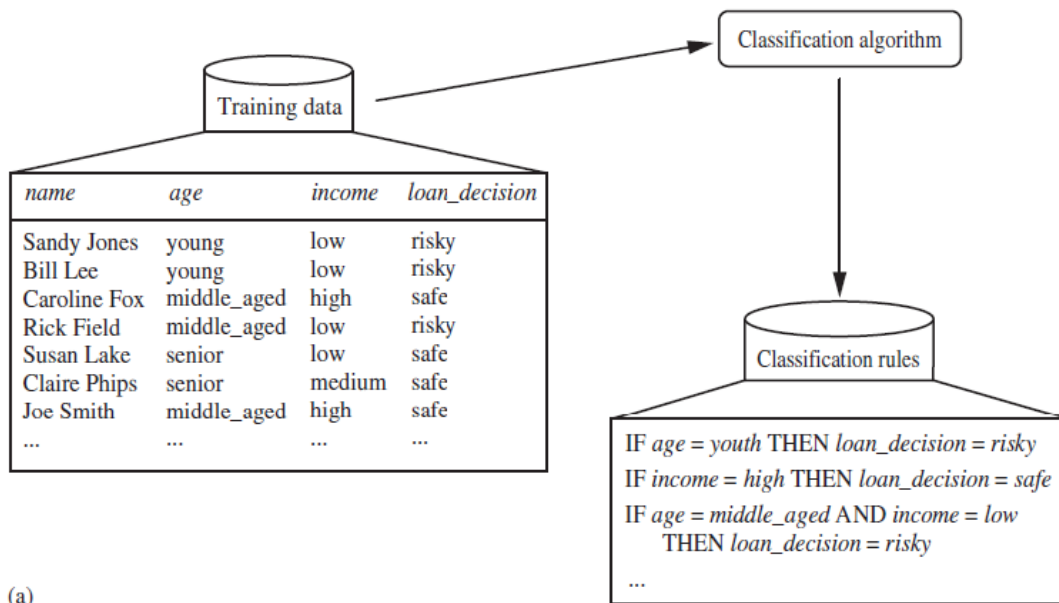 Classification algorithm
Training data
name age income loan_decision
Sandy Jones young low risky
Bill Lee young low risky
Caroline Fox middle_aged high safe
Rick Field middle_aged low risky
Susan Lake senior low safe
Claire Phips senior medium safe
Joe Smith middle_aged high safe
... ... ... ...
Classification rules
IF age = youth THEN loan_decision = risky
IF income = high THEN loan_decision = safe
IF age = middle_aged AND income = low
THEN loan_decision = risky
...
(a)